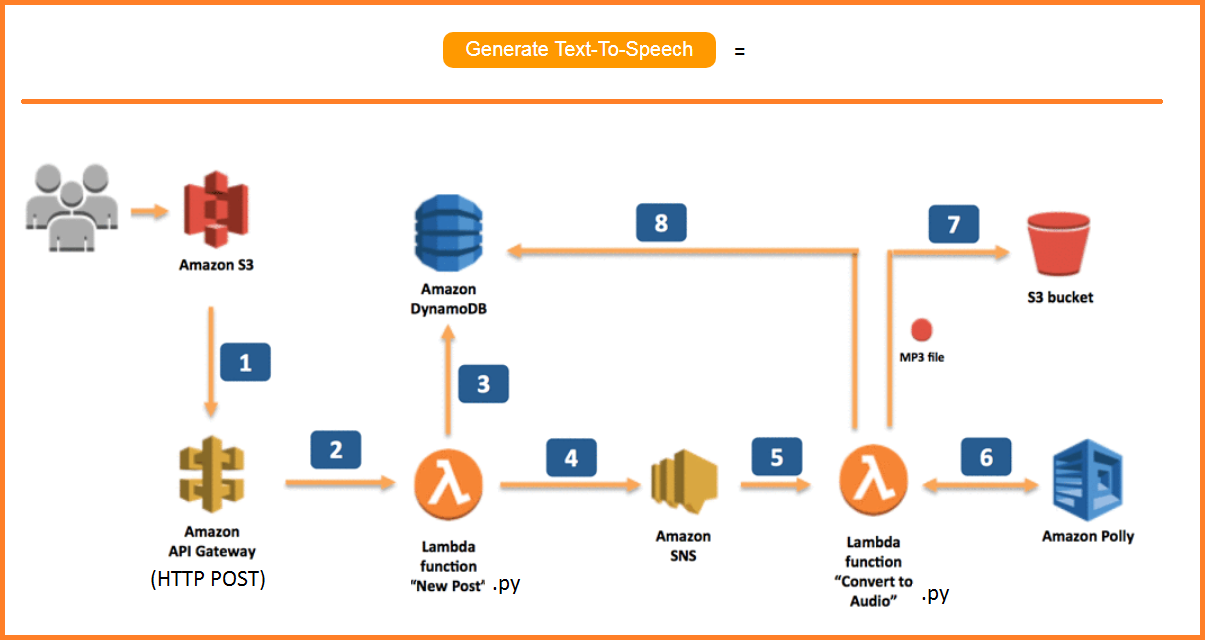 Generate Text-To-Speech =
Amazon S3
1
Amazon
API Gateway
(HTTP POST)
2
Amazon
DynamoDB
3
Lambda
function
"New Post" .py
4
Amazon
SNS
5
8
7
S3 bucket
MP3 file
Lambda
function
“Convert to
Audio” .py
6
Amazon Polly